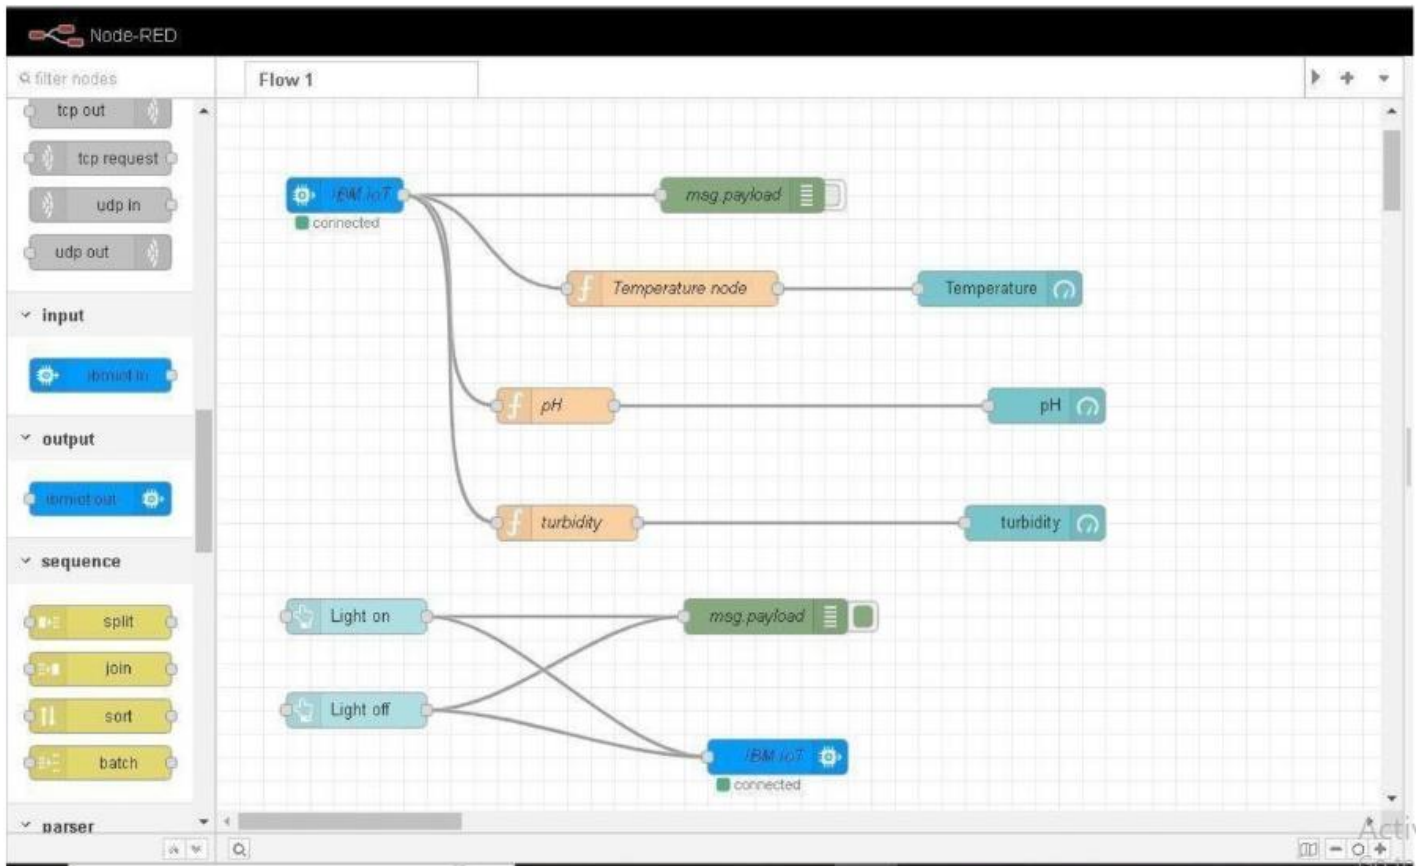 Node-RED
filter nodes
Flow 1
tcp out
tcp request
udp in
udp out
input
ibmiot in
output
ibmiot out
sequence
split
join
sort
batch
parser
IBM IoT
connected
msg.payload
Temperature node
Temperature
pH
pH
turbidity
turbidity
Light on
msg.payload
Light off
IBM IoT
connected